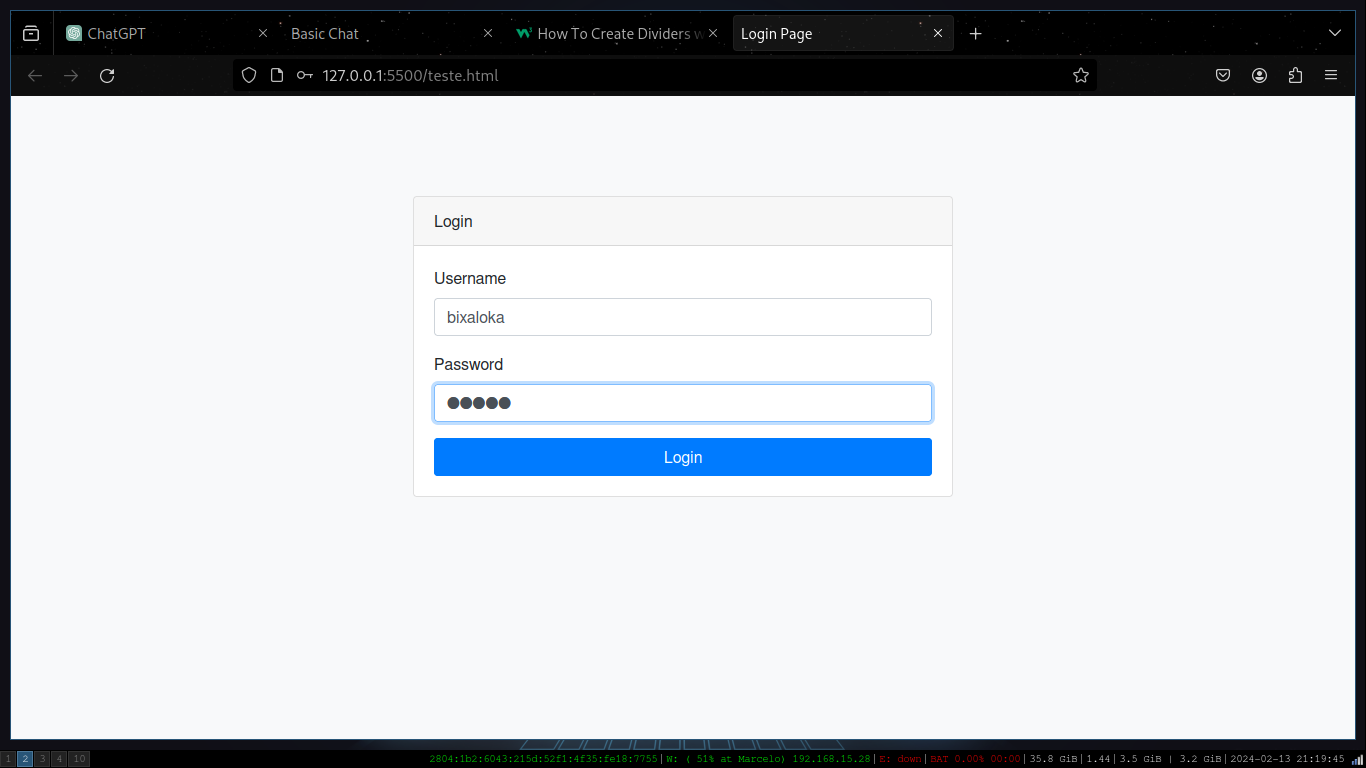 ChatGPT
Basic Chat
How To Create Dividers w
Login Page
127.0.0.1:5500/teste.html
Login
Username
bixaloka
Password
Login
1 2 3 4 10
2804:1b2:6043:215d:52f1:4f35:fe18:7755|W: ( 51% at Marcelo) 192.168.15.28|E: down|BAT 0.00% 00:00|35.8 GiB|1.44|3.5 GiB | 3.2 GiB|2024-02-13 21:19:45